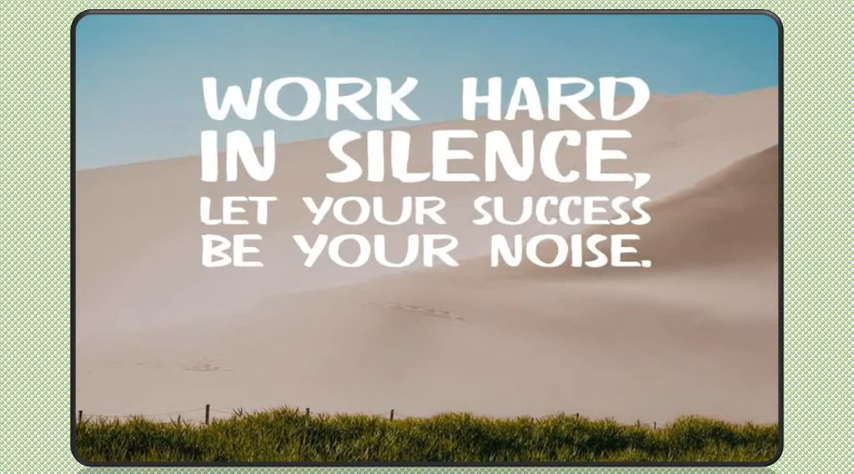 WORK HARD
IN SILENCE,
LET YOUR SUCCESS
BE YOUR NOISE.